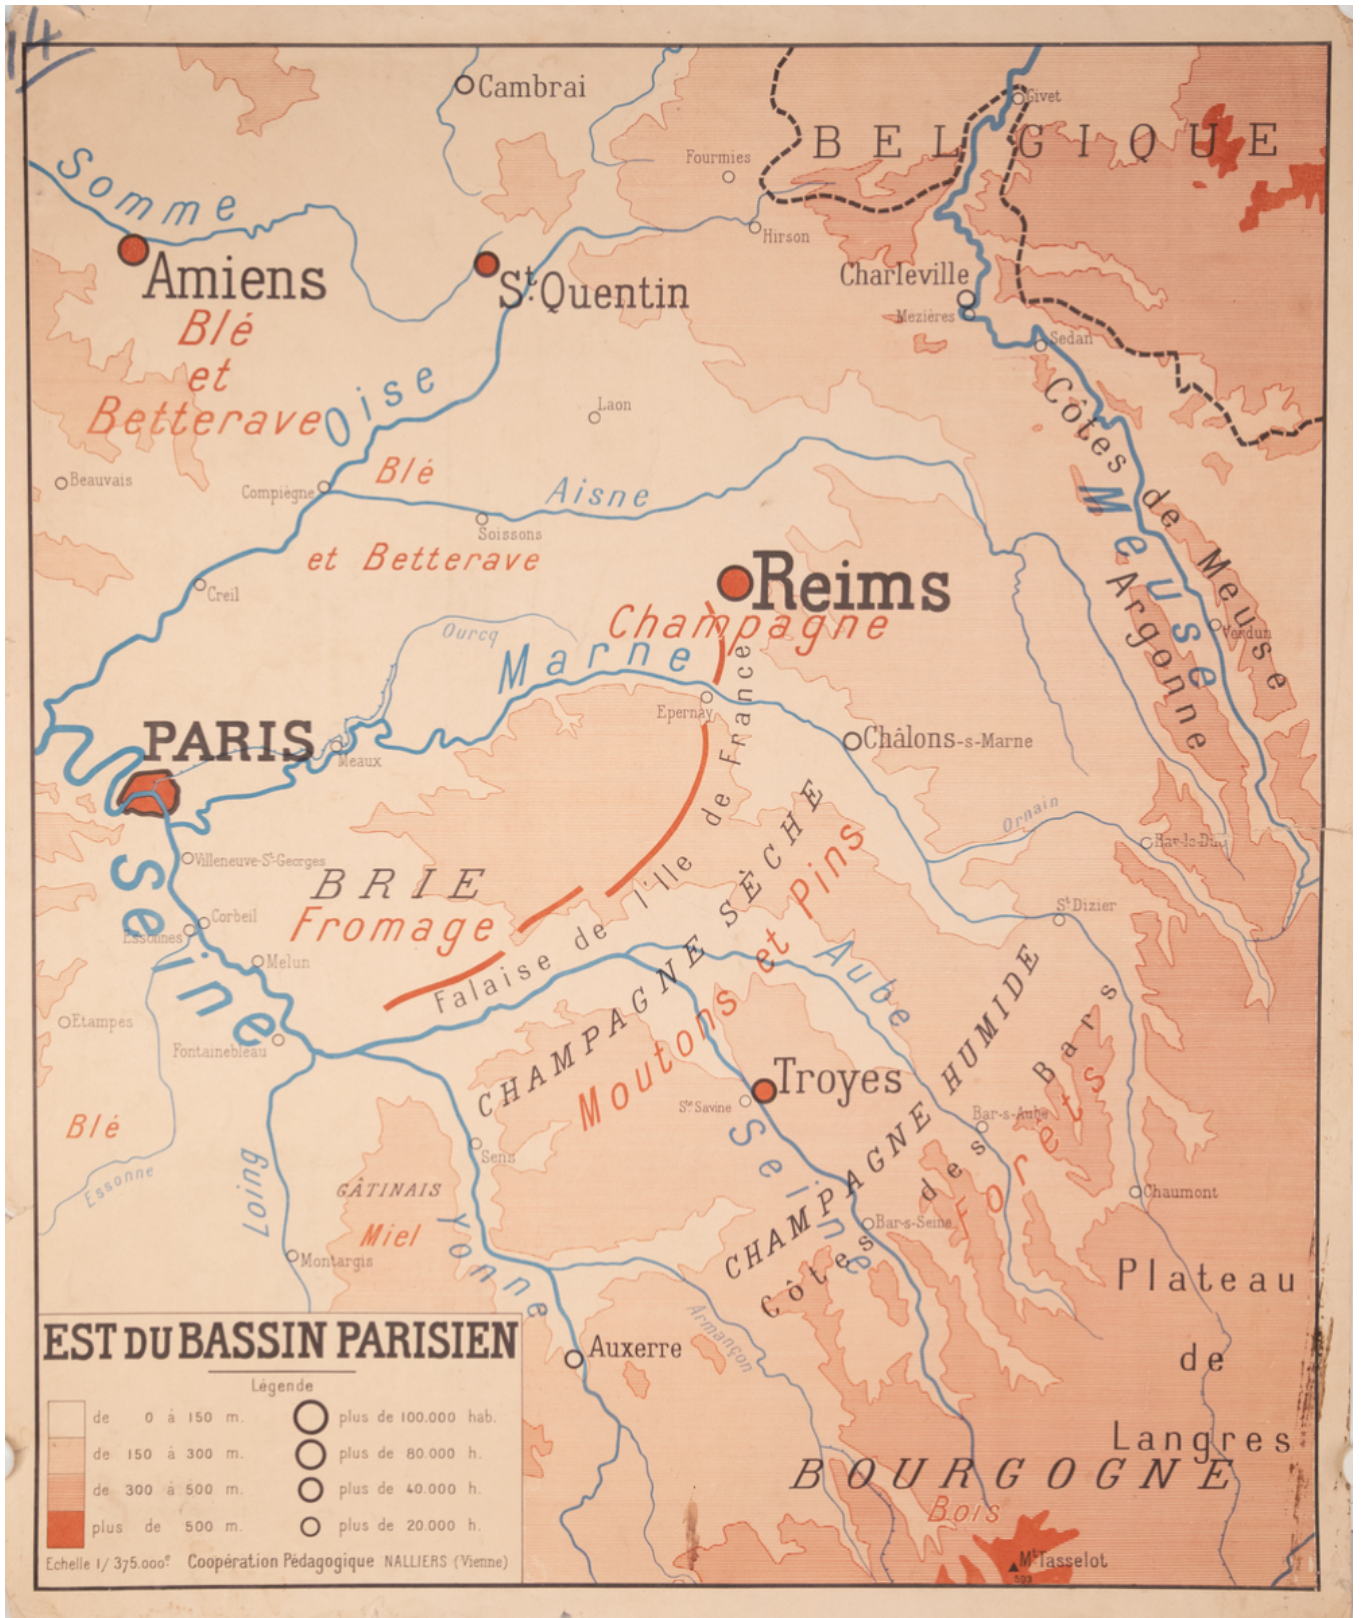 14
Cambrai
Givet
BELGIQUE
Fourmies
Somme
Hirson
Amiens
St. Quentin
Charleville
Mezières
Sedan
Blé
et
Betterave
Oise
Côtes de Meuse
Laon
Beauvais
Compiègne
Blé
Aisne
Meuse
Soissons
et Betterave
Creil
Reims
Argonne
Champagne
Ourcq
Marne
Verdun
Epernay
PARIS
Meaux
Châlons-s-Marne
Falaise de l'île de France
CHAMPAGNE SÈCHE
Ornain
Bar-le-Duc
Villeneuve-St-Georges
BRIE
Fromage
Moutons et Pins
Corbeil
Essonnes
St Dizier
Seine
Melun
Aube
Etampes
Fontainebleau
CHAMPAGNE HUMIDE
Côtes des Bars
Troyes
Ste Savine
Bar-s-Aube
Forêts
Blé
Sens
Seine
Essonne
Loing
GÂTINAIS
Miel
Yonne
Chaumont
Bar-s-Seine
Montargis
Plateau
de
Langres
Armançon
Auxerre
BOURGOGNE
Bois
Mt Tasselot
593
EST DU BASSIN PARISIEN
Légende
de 0 à 150 m.
plus de 100.000 hab.
de 150 à 300 m.
plus de 80.000 h.
de 300 à 500 m.
plus de 40.000 h.
plus de 500 m.
plus de 20.000 h.
Echelle 1/375.000e Coopération Pédagogique NALLIERS (Vienne)